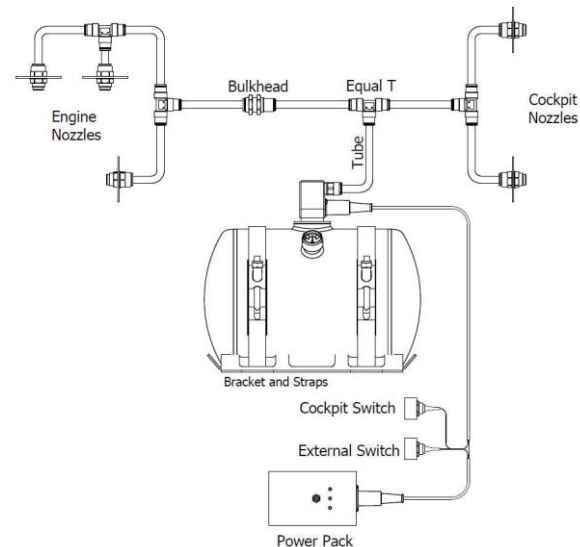 Bulkhead
Equal T
Engine
Nozzles
Cockpit
Nozzles
Tube
Bracket and Straps
Cockpit Switch
External Switch
Power Pack